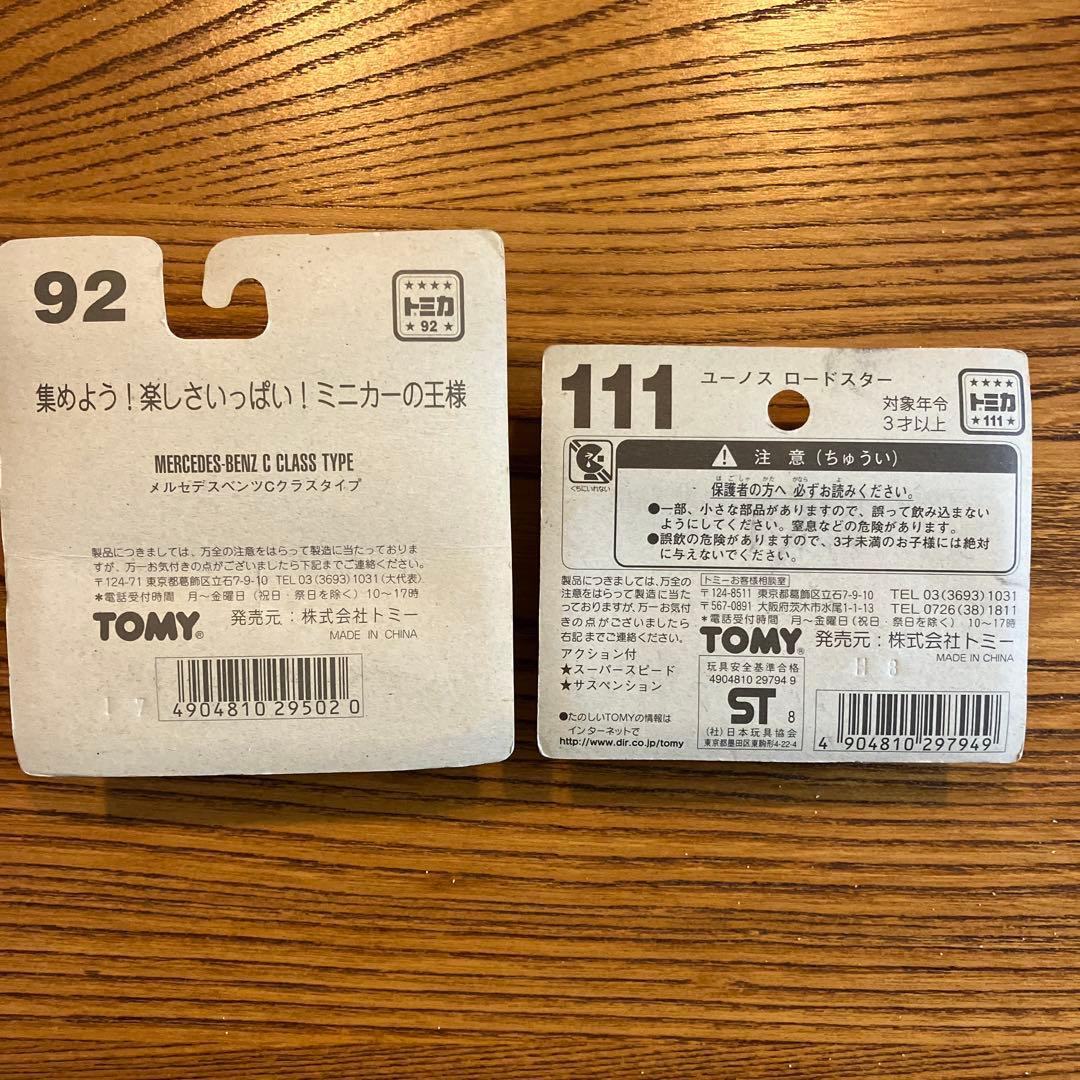 92
★★★★
トミカ
★92★
集めよう！楽しさいっぱい！ミニカーの王様
MERCEDES-BENZ C CLASS TYPE
メルセデスベンツCクラスタイプ
製品につきましては、万全の注意をはらって製造に当たっておりま
すが、万一お気付きの点がございましたら下記までご連絡ください。
〒124-71 東京都葛飾区立石7-9-10 TEL 03(3693)1031(大代表)
*電話受付時間 月〜金曜日(祝日・祭日を除く)10〜17時
TOMY® 発売元：株式会社トミー
MADE IN CHINA
1 7
4904810 295020
111
ユーノス ロードスター
対象年令
3才以上
★★★★
トミカ
★111★
くちにいれない
! 注 意(ちゅうい)
保護者の方へ 必ずお読みください。
ほごしゃ かた かなら よ
●一部、小さな部品がありますので、誤って飲み込まない
ようにしてください。窒息などの危険があります。
●誤飲の危険がありますので、3才未満のお子様には絶対
に与えないでください。
製品につきましては、万全の
注意をはらって製造に当たっ
ておりますが、万一お気付
きの点がございましたら
右記までご連絡ください。
トミーお客様相談室
〒124-8511 東京都葛飾区立石7-9-10 TEL 03(3693)1031
〒567-0891 大阪府茨木市水尾1-1-13 TEL 0726(38)1811
*電話受付時間 月〜金曜日(祝日・祭日を除く)10〜17時
TOMY® 発売元：株式会社トミー
MADE IN CHINA
アクション付
★スーパースピード
★サスペンション
●たのしいTOMYの情報は
インターネットで
http://www.dir.co.jp/tomy
玩具安全基準合格
4904810 29794 9
ST 8
(社)日本玩具協会
東京都墨田区東駒形4-22-4
H 8
4 904810 297949